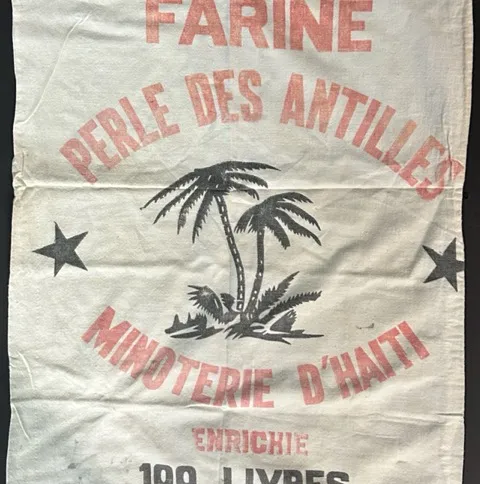 FARINE
PERLE DES ANTILLES
MINOTERIE D'HAITI
ENRICHIE
100 LIVRES